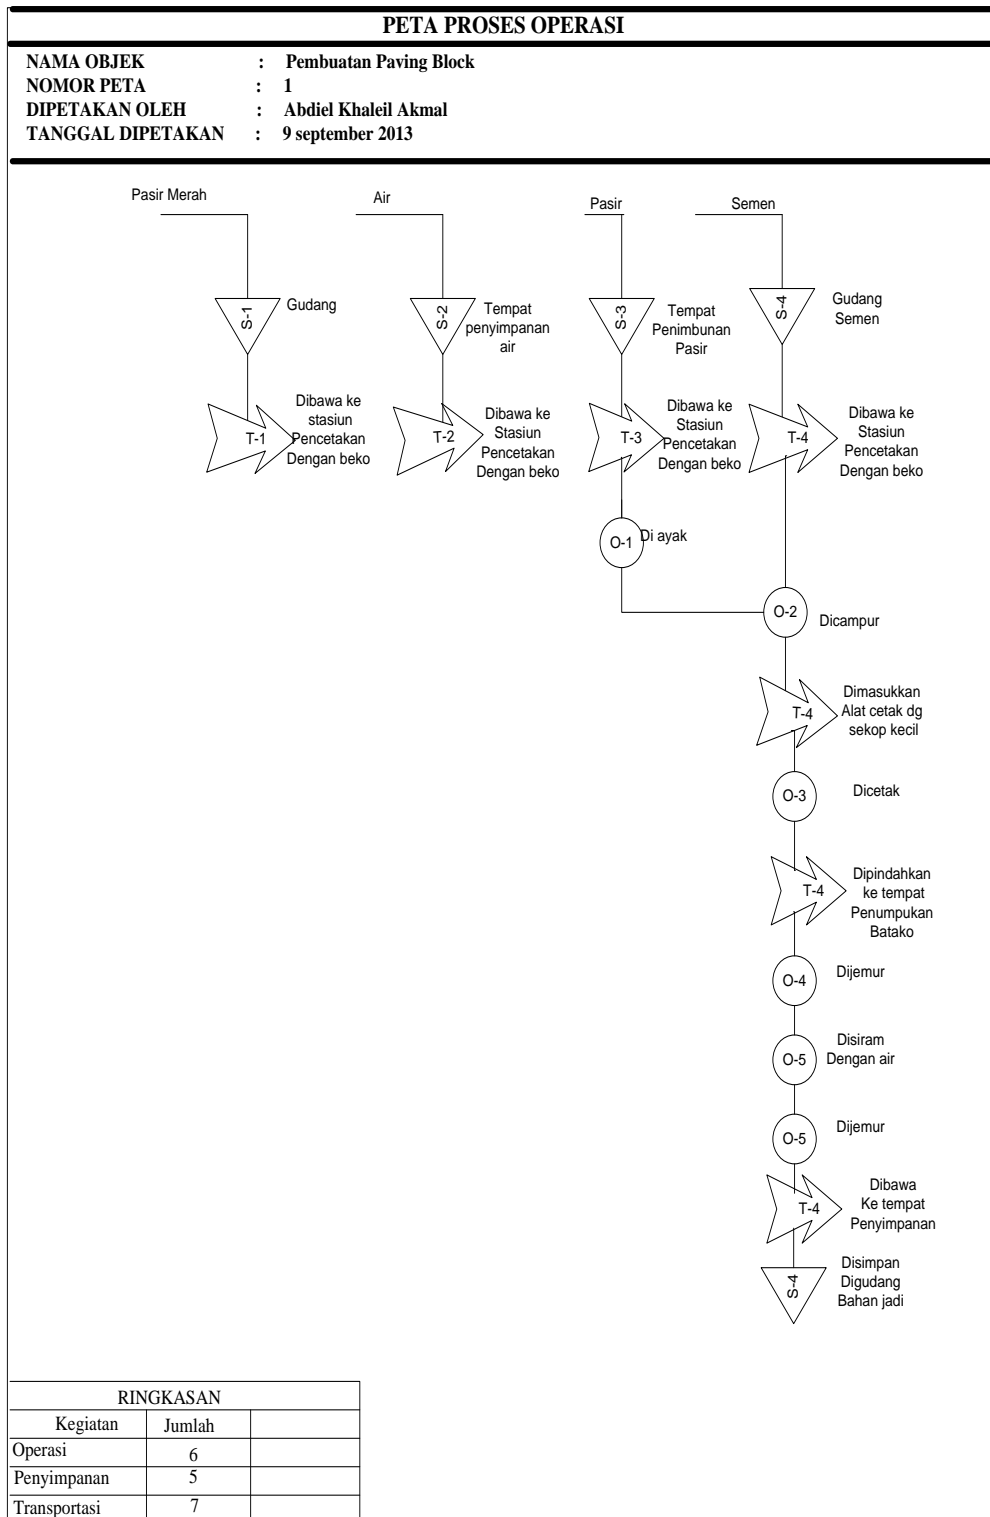 PETA PROSES OPERASI
NAMA OBJEK : Pembuatan Paving Block
NOMOR PETA : 1
DIPETAKAN OLEH : Abdiel Khaleil Akmal
TANGGAL DIPETAKAN : 9 september 2013
Pasir Merah
Air
Pasir
Semen
S-1
Gudang
S-2
Tempat
penyimpanan
air
S-3
Tempat
Penimbunan
Pasir
S-4
Gudang
Semen
T-1
Dibawa ke
stasiun
Pencetakan
Dengan beko
T-2
Dibawa ke
Stasiun
Pencetakan
Dengan beko
T-3
Dibawa ke
Stasiun
Pencetakan
Dengan beko
T-4
Dibawa ke
Stasiun
Pencetakan
Dengan beko
O-1
Di ayak
O-2
Dicampur
T-4
Dimasukkan
Alat cetak dg
sekop kecil
O-3
Dicetak
T-4
Dipindahkan
ke tempat
Penumpukan
Batako
O-4
Dijemur
O-5
Disiram
Dengan air
O-5
Dijemur
T-4
Dibawa
Ke tempat
Penyimpanan
S-4
Disimpan
Digudang
Bahan jadi
RINGKASAN
Kegiatan Jumlah
Operasi 6
Penyimpanan 5
Transportasi 7